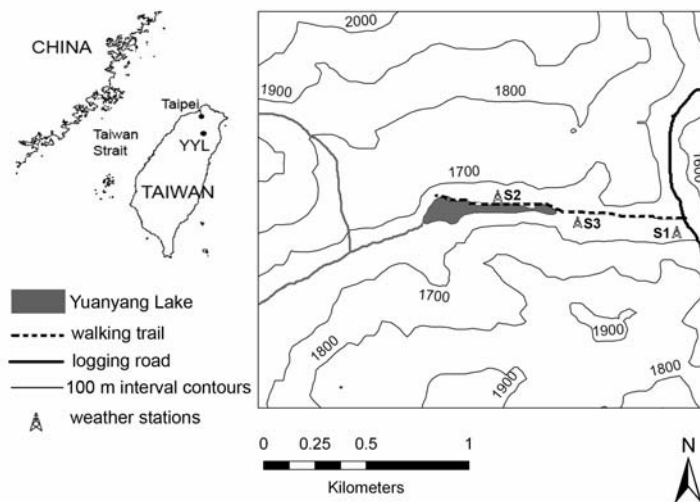 CHINA
Taipei
Taiwan
Strait
YYL
TAIWAN
Yuanyang Lake
walking trail
logging road
100 m interval contours
weather stations
2000
1900
1800
1700
S2
S3
S1
1700
1800
1900
1900
1800
0 0.25 0.5 1
Kilometers
N